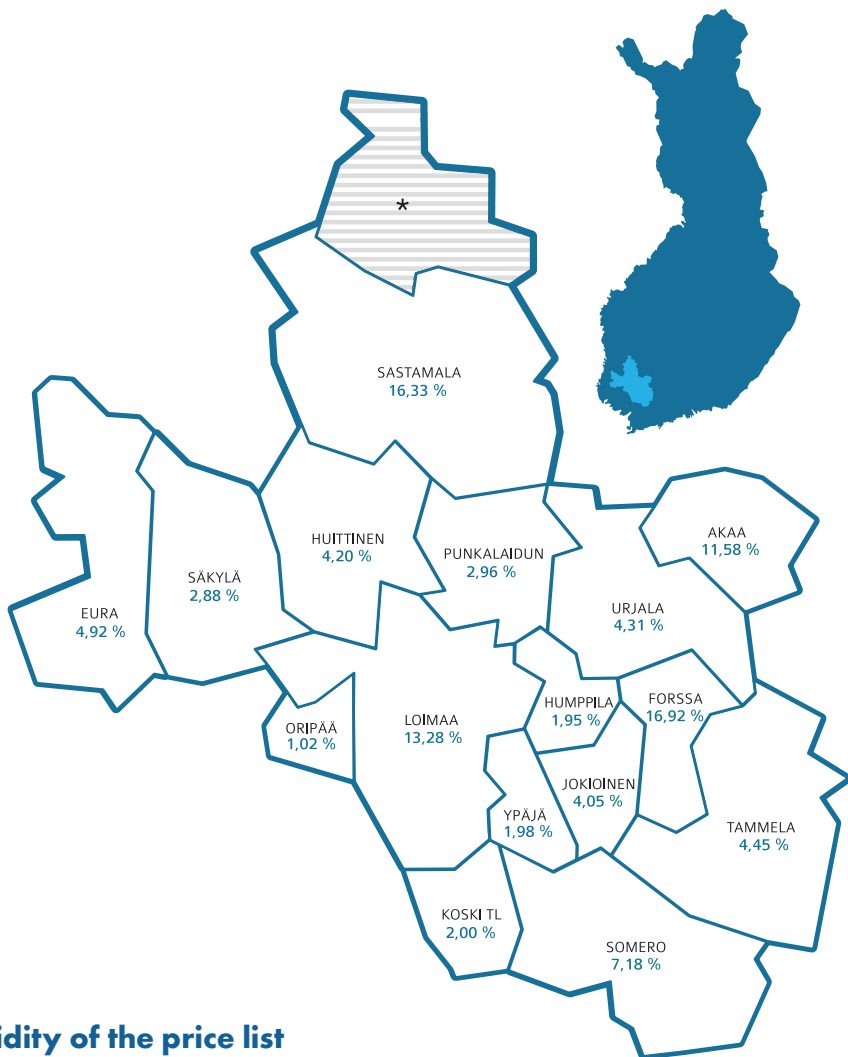 *
SASTAMALA
16,33 %
AKAA
11,58 %
HUITTINEN
4,20 %
PUNKALAIDUN
2,96 %
SÄKYLÄ
2,88 %
EURA
4,92 %
URJALA
4,31 %
HUMPPILA
1,95 %
FORSSA
16,92 %
ORIPÄÄ
1,02 %
LOIMAA
13,28 %
JOKIOINEN
4,05 %
YPÄJÄ
1,98 %
TAMMELA
4,45 %
KOSKI TL
2,00 %
SOMERO
7,18 %
idity of the price list